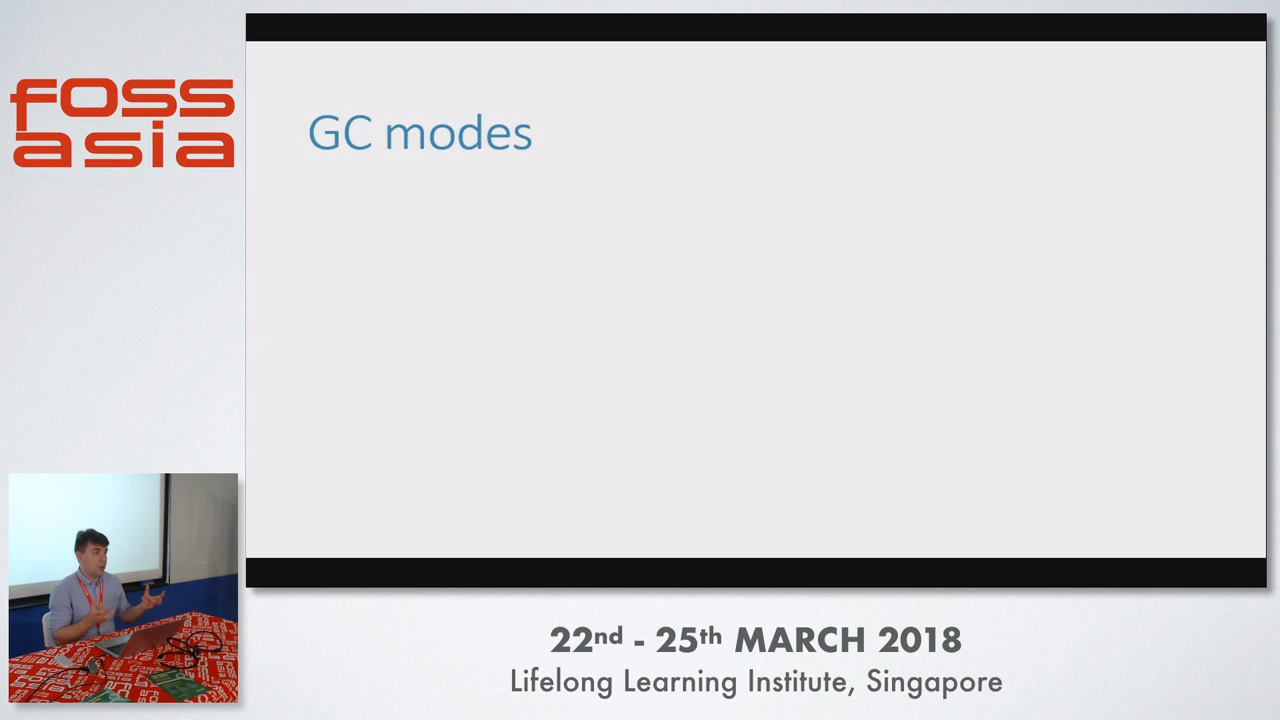 foss
asia
GC modes
22nd - 25th MARCH 2018
Lifelong Learning Institute, Singapore